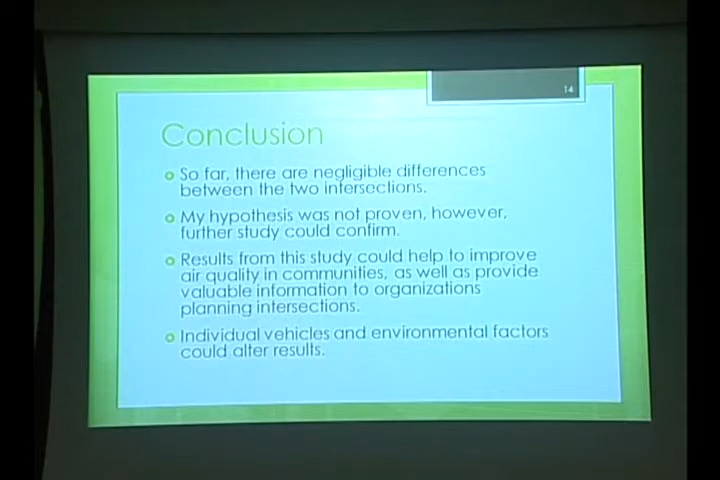 14
Conclusion
So far, there are negligible differences
between the two intersections.
My hypothesis was not proven, however,
further study could confirm.
Results from this study could help to improve
air quality in communities, as well as provide
valuable information to organizations
planning intersections.
Individual vehicles and environmental factors
could alter results.